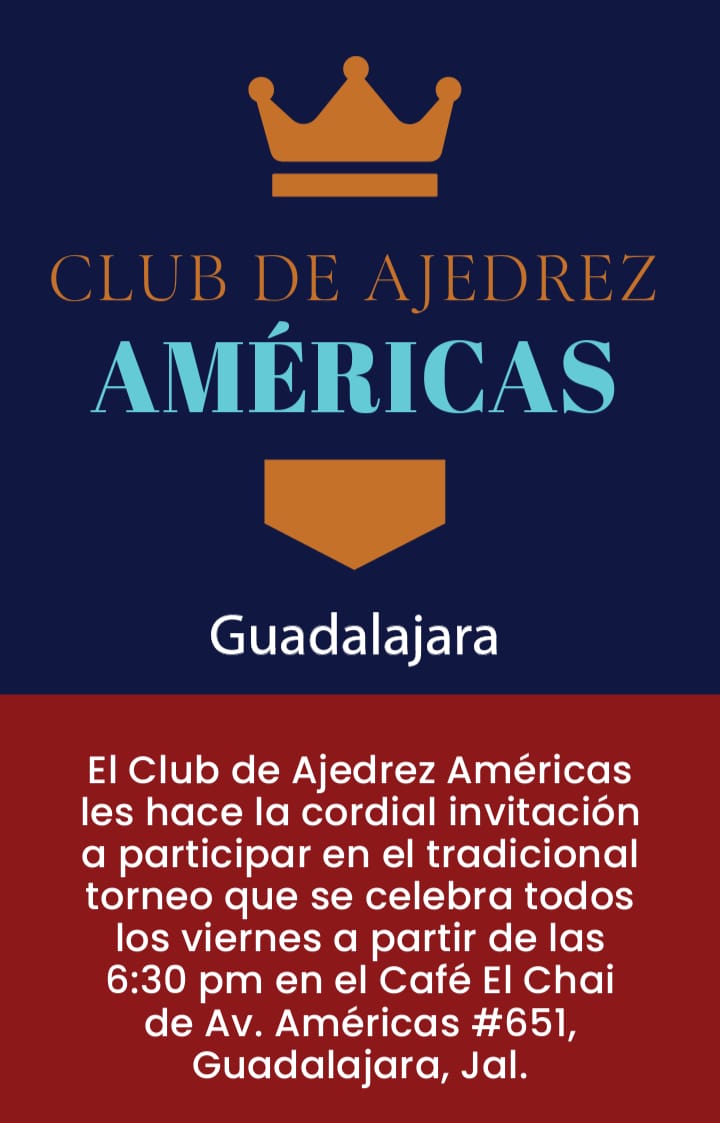 CLUB DE AJEDREZ
AMÉRICAS
Guadalajara
El Club de Ajedrez Américas
les hace la cordial invitación
a participar en el tradicional
torneo que se celebra todos
los viernes a partir de las
6:30 pm en el Café El Chai
de Av. Américas #651,
Guadalajara, Jal.